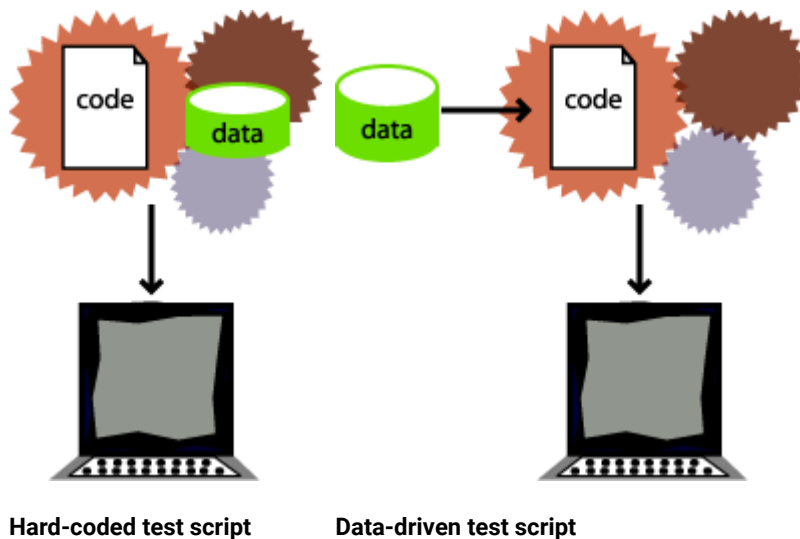 code
data
data
code
Hard-coded test script
Data-driven test script